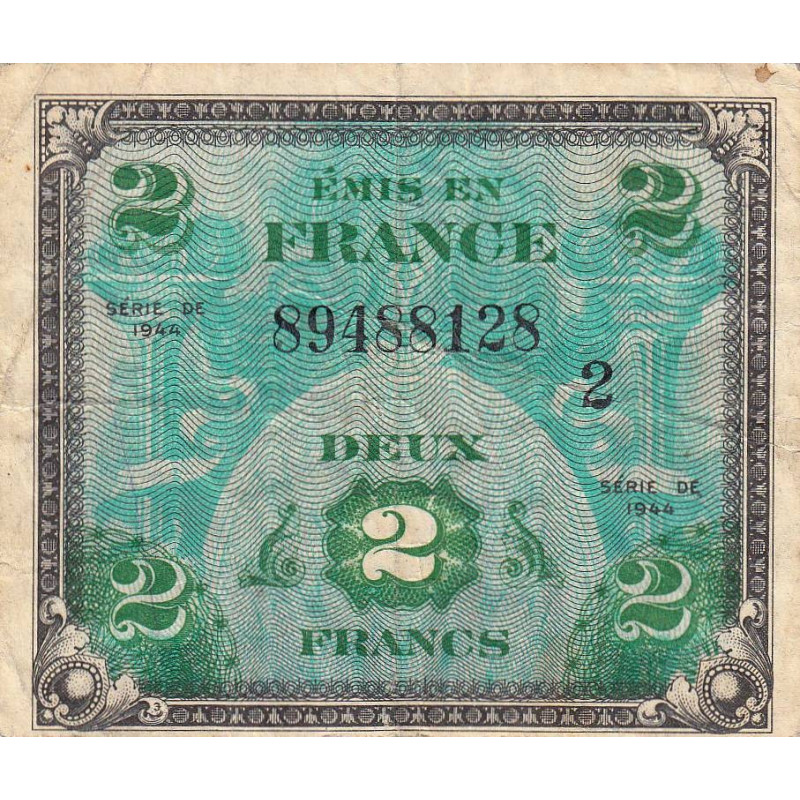 2 ÉMIS EN 2
FRANCE
SÉRIE DE
1944
89488128
2
DEUX
SÉRIE DE
1944
2
2 2
FRANCS
3